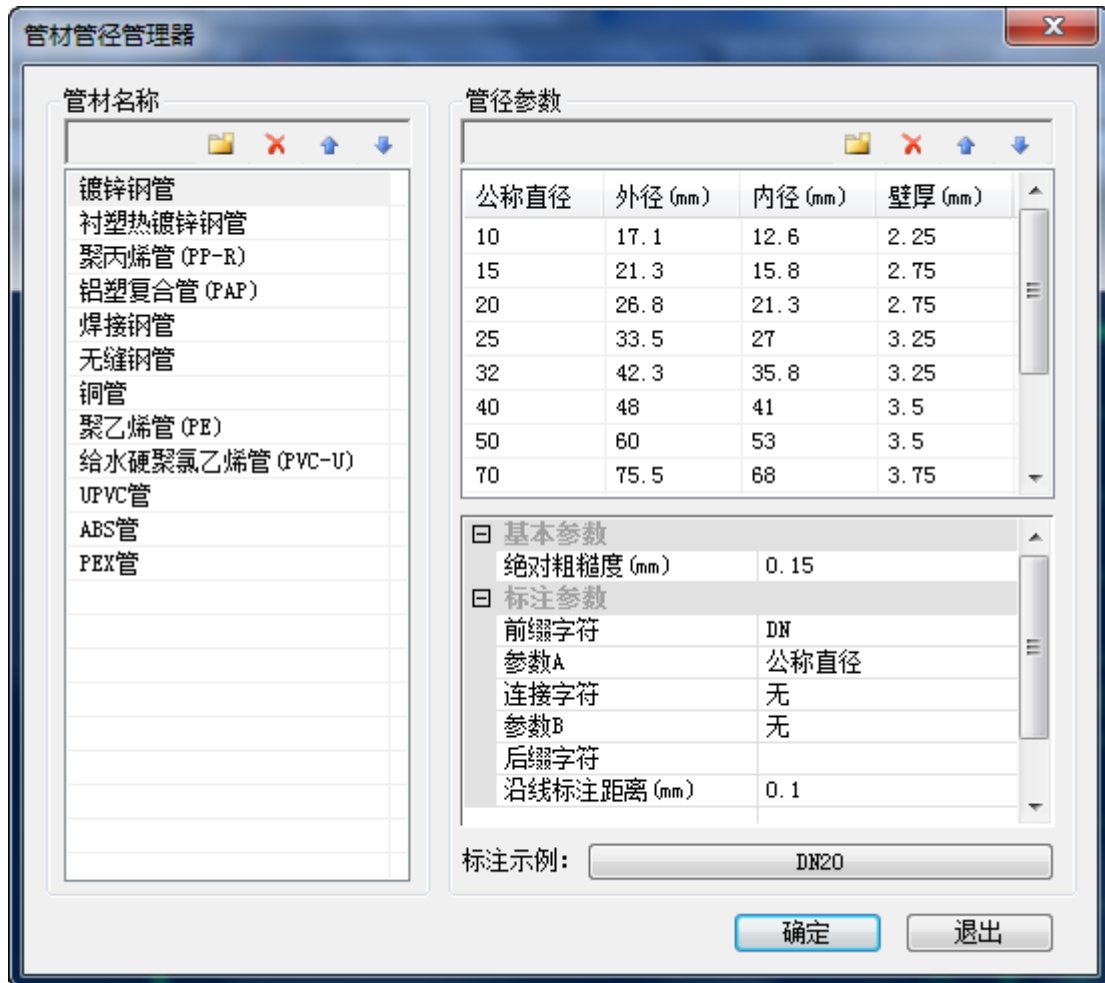 管材管径管理器
管材名称
镀锌钢管
衬塑热镀锌钢管
聚丙烯管(PP-R)
铝塑复合管(PAP)
焊接钢管
无缝钢管
铜管
聚乙烯管(PE)
给水硬聚氯乙烯管(PVC-U)
UPVC管
ABS管
PEX管
管径参数
公称直径 外径(mm) 内径(mm) 壁厚(mm)
10 17.1 12.6 2.25
15 21.3 15.8 2.75
20 26.8 21.3 2.75
25 33.5 27 3.25
32 42.3 35.8 3.25
40 48 41 3.5
50 60 53 3.5
70 75.5 68 3.75
基本参数
绝对粗糙度(mm) 0.15
标注参数
前缀字符 DN
参数A 公称直径
连接字符 无
参数B 无
后缀字符
沿线标注距离(mm) 0.1
标注示例: DN20
确定 退出